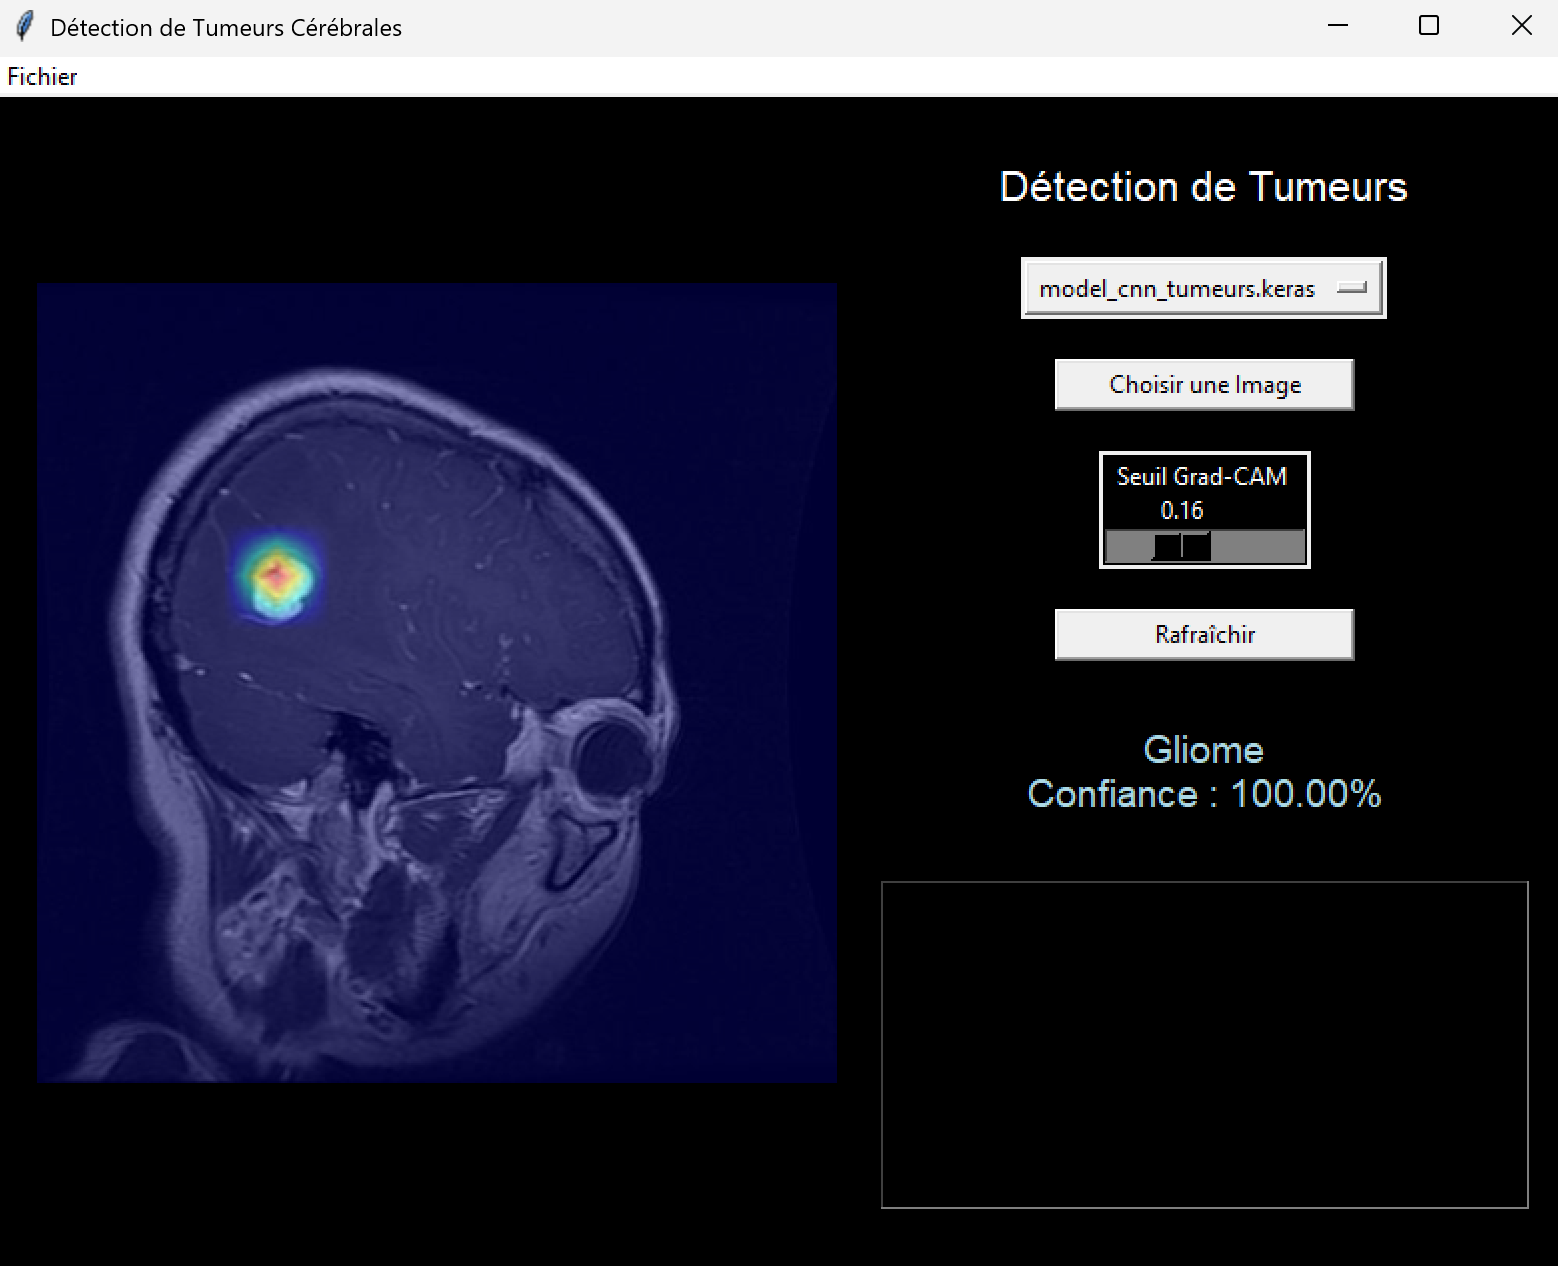 Détection de Tumeurs Cérébrales
Fichier
Détection de Tumeurs
model_cnn_tumeurs.keras
Choisir une Image
Seuil Grad-CAM
0.16
Rafraîchir
Gliome
Confiance : 100.00%